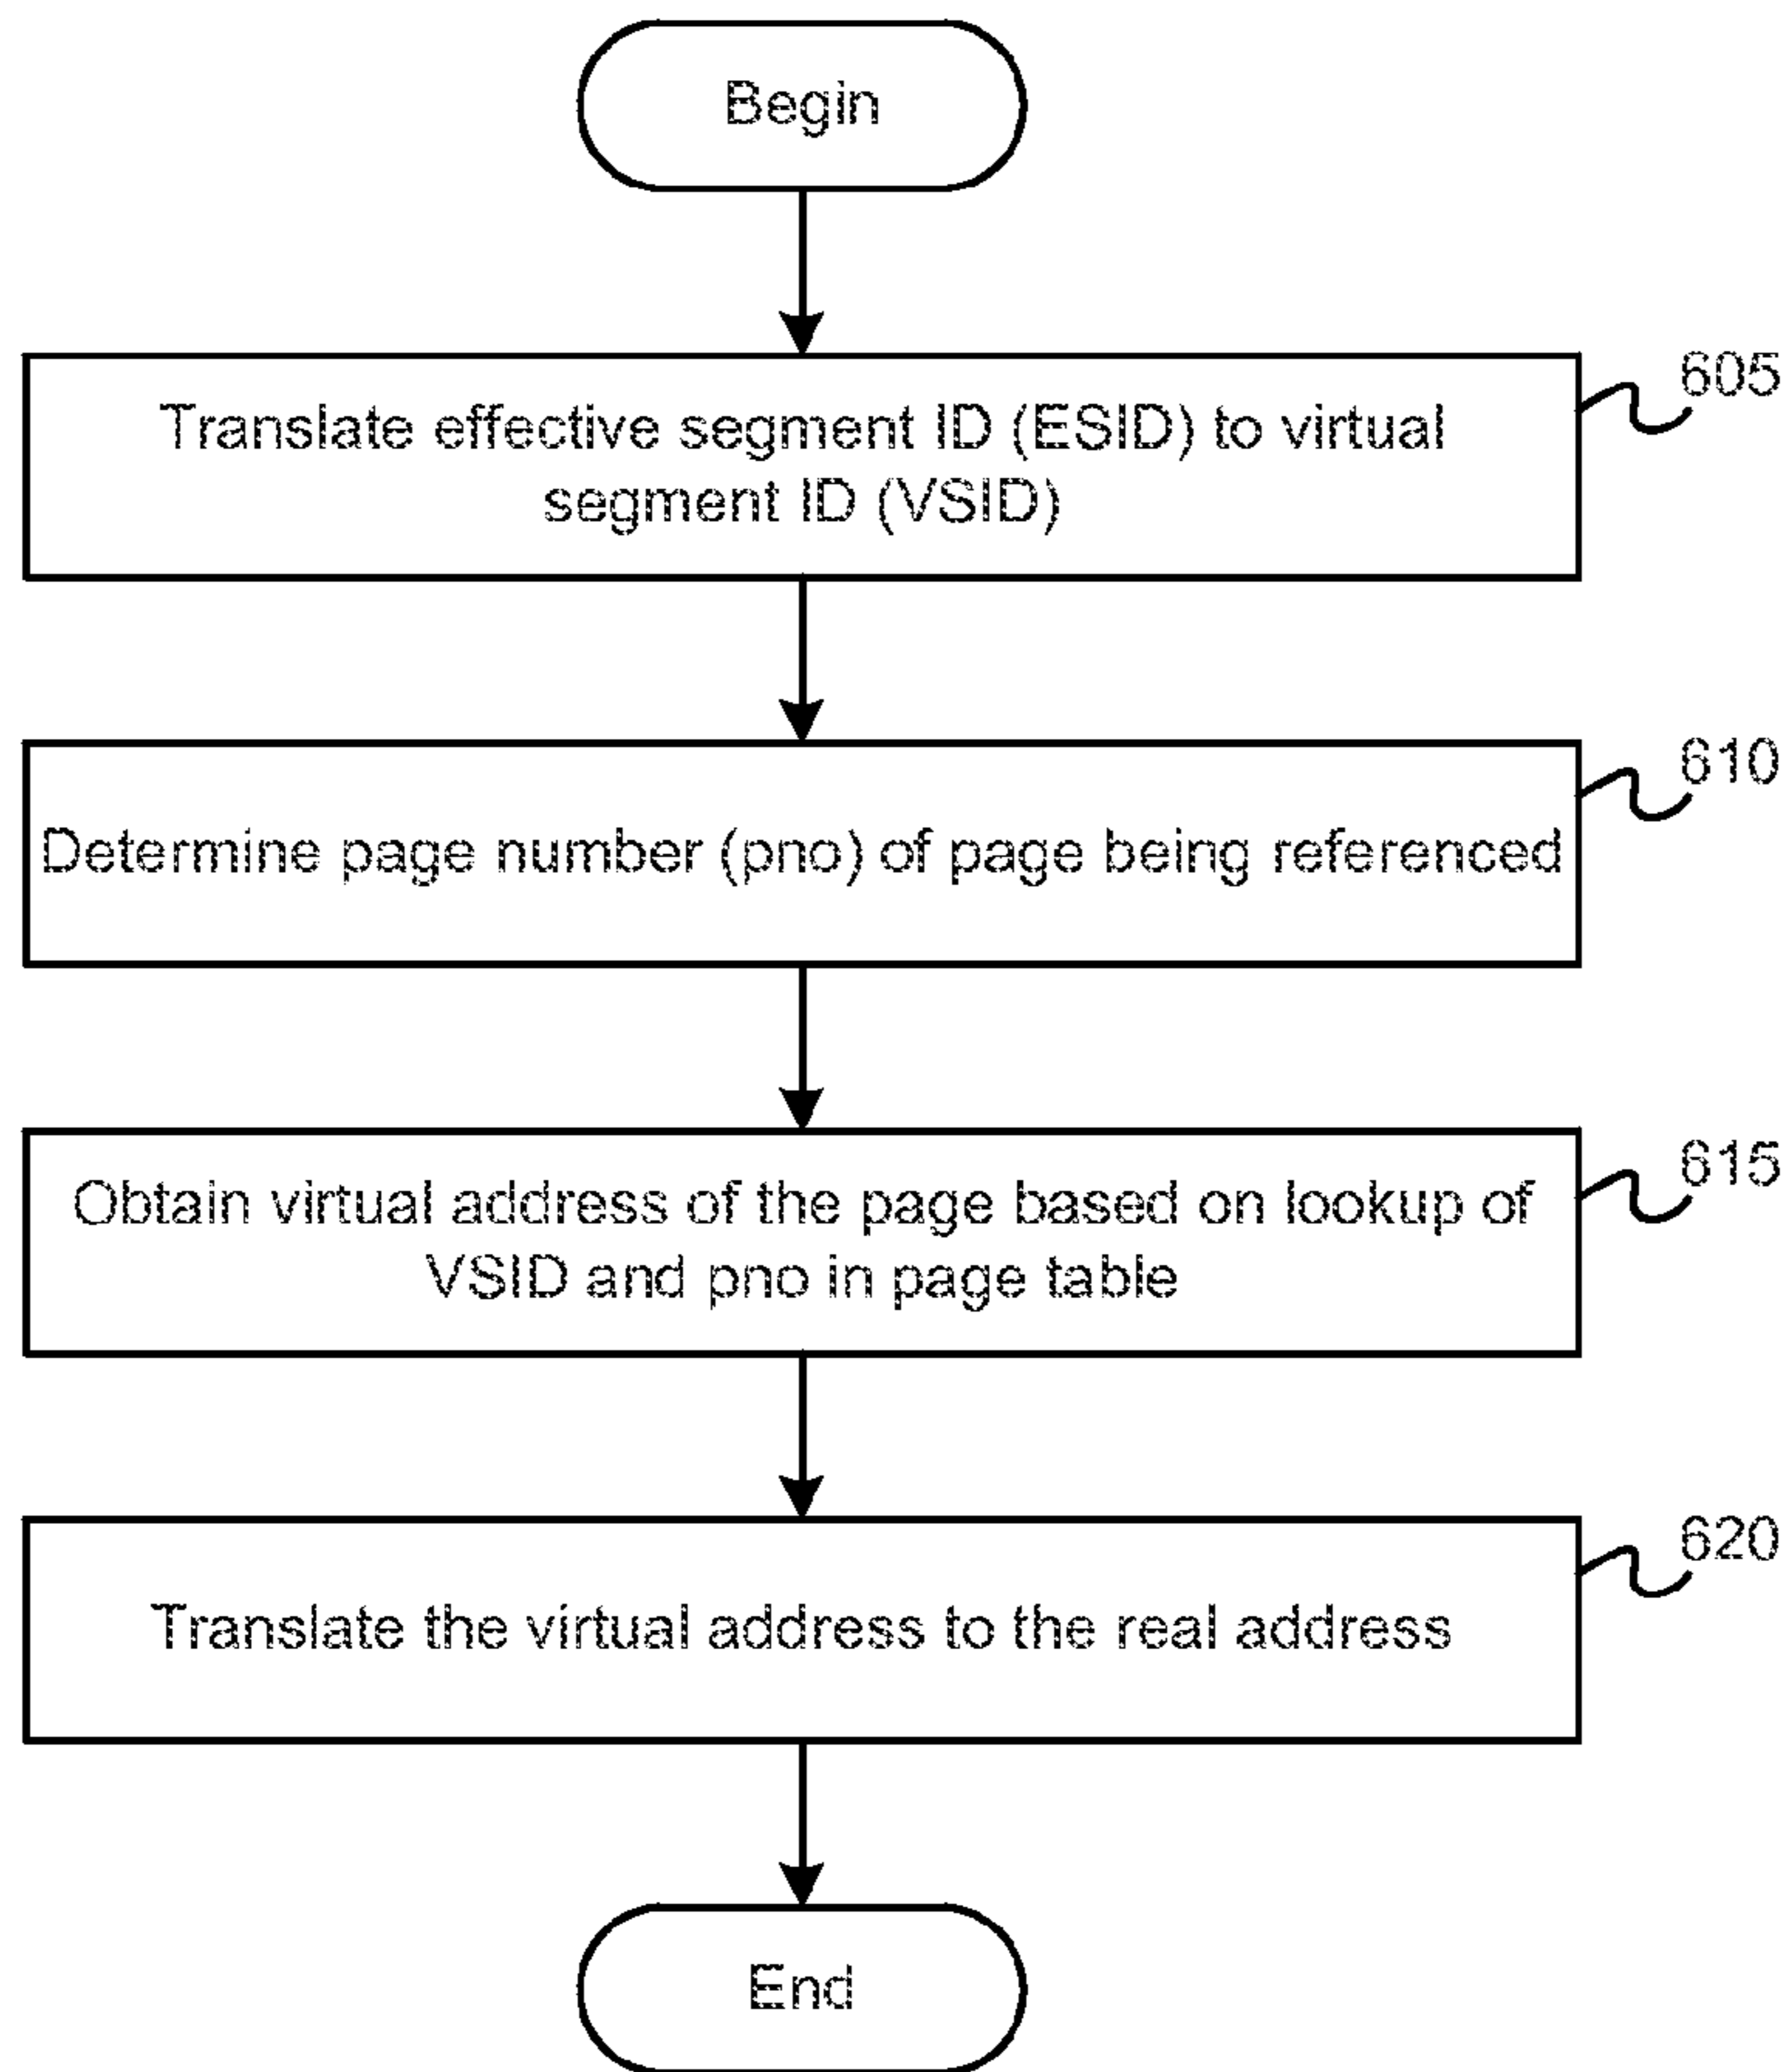 Begin
605
Translate effective segment ID (ESID) to virtual
segment ID (VSID)
610
Determine page number (pno) of page being referenced
615
Obtain virtual address of the page based on lookup of
VSID and pno in page table
620
Translate the virtual address to the real address
End